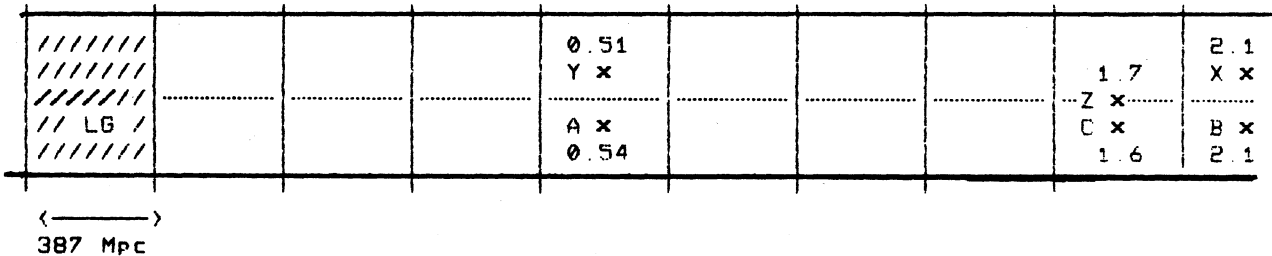 0.51 2.1
Y × 1.7 X ×
Z ×
LG A × C × B ×
0.54 1.6 2.1
387 Mpc